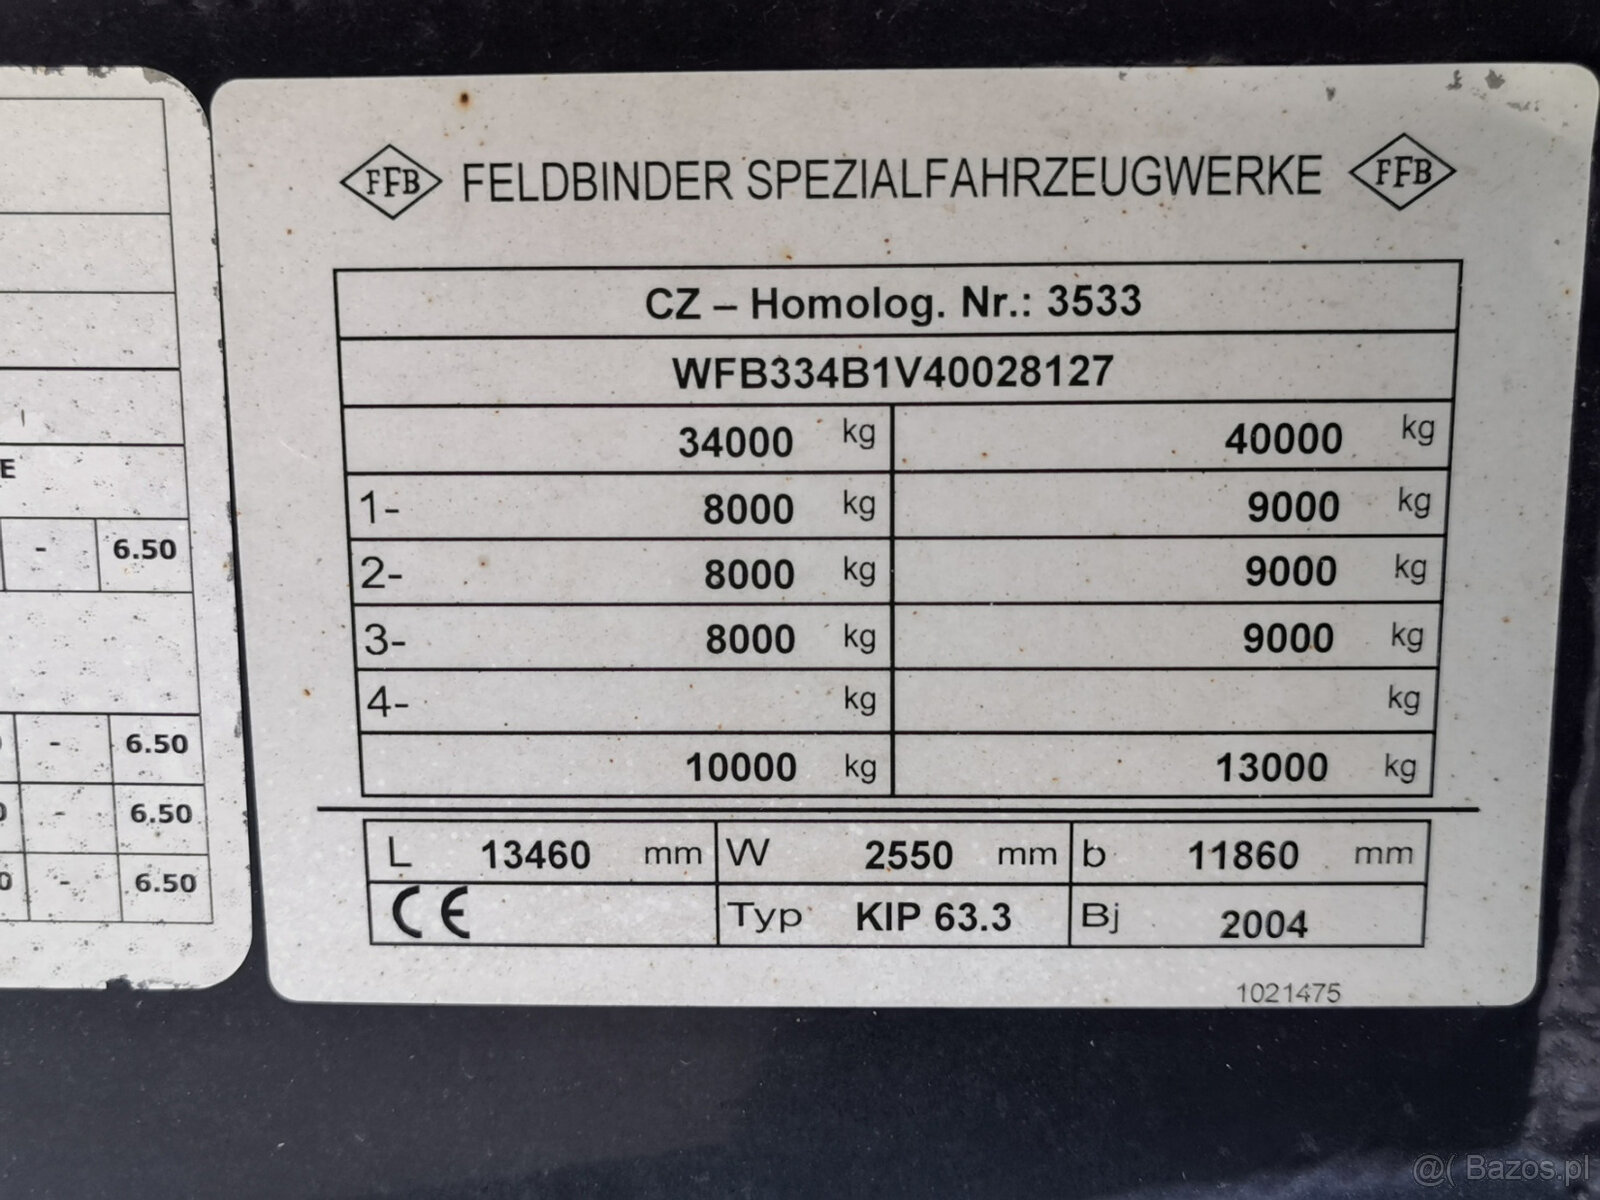 FFB FELDBINDER SPEZIALFAHRZEUGWERKE FFB
CZ – Homolog. Nr.: 3533
WFB334B1V40028127
34000 kg 40000 kg
1- 8000 kg 9000 kg
2- 8000 kg 9000 kg
3- 8000 kg 9000 kg
4- kg kg
10000 kg 13000 kg
L 13460 mm W 2550 mm b 11860 mm
CE Typ KIP 63.3 Bj 2004
1021475
E
- 6.50
- 6.50
- 6.50
- 6.50
@( Bazos.pl